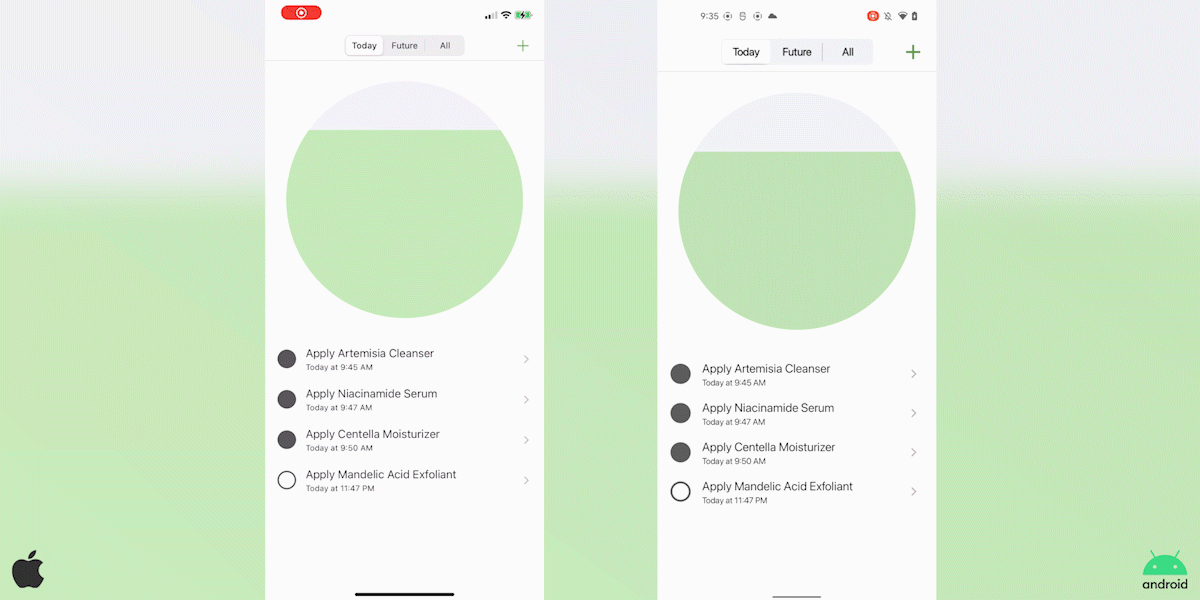 Today Future All
Apply Artemisia Cleanser
Today at 9:45 AM
Apply Niacinamide Serum
Today at 9:47 AM
Apply Centella Moisturizer
Today at 9:50 AM
Apply Mandelic Acid Exfoliant
Today at 11:47 PM
9:35
Today Future All
Apply Artemisia Cleanser
Today at 9:45 AM
Apply Niacinamide Serum
Today at 9:47 AM
Apply Centella Moisturizer
Today at 9:50 AM
Apply Mandelic Acid Exfoliant
Today at 11:47 PM
android